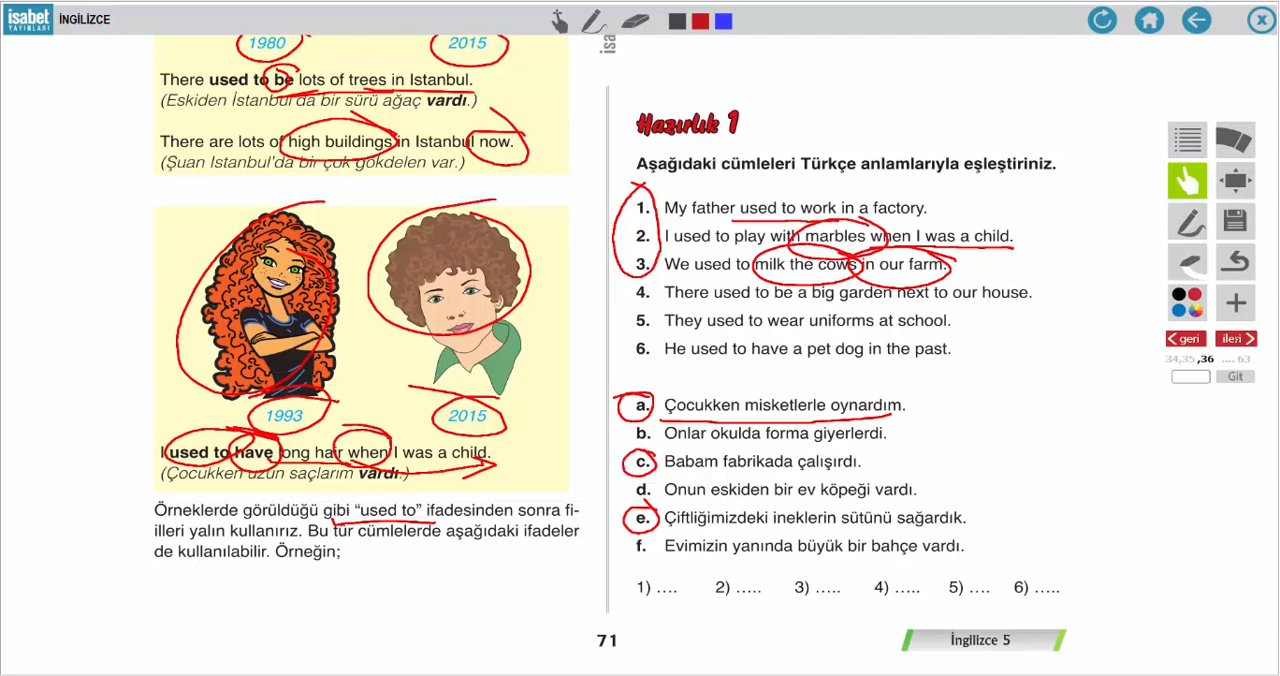 isabet
YAYINLARI
İNGİLİZCE
1980
2015
There used to be lots of trees in Istanbul.
(Eskiden İstanbul'da bir sürü ağaç vardı.)
There are lots of high buildings in Istanbul now.
(Şuan Istanbul'da bir çok gökdelen var.)
1993
2015
I used to have long hair when I was a child.
(Çocukken uzun saçlarım vardı.)
Örneklerde görüldüğü gibi “used to” ifadesinden sonra fi-
illeri yalın kullanırız. Bu tür cümlelerde aşağıdaki ifadeler
de kullanılabilir. Örneğin;
isa
Hazırlık 1
Aşağıdaki cümleleri Türkçe anlamlarıyla eşleştiriniz.
1. My father used to work in a factory.
2. I used to play with marbles when I was a child.
3. We used to milk the cows in our farm.
4. There used to be a big garden next to our house.
5. They used to wear uniforms at school.
6. He used to have a pet dog in the past.
a. Çocukken misketlerle oynardım.
b. Onlar okulda forma giyerlerdi.
c. Babam fabrikada çalışırdı.
d. Onun eskiden bir ev köpeği vardı.
e. Çiftliğimizdeki ineklerin sütünü sağardık.
f. Evimizin yanında büyük bir bahçe vardı.
1) .... 2) ..... 3) ... 4) ..... 5) .... 6) .....
71
İngilizce 5
geri
ileri
34,35 ,36 .... 63
Git